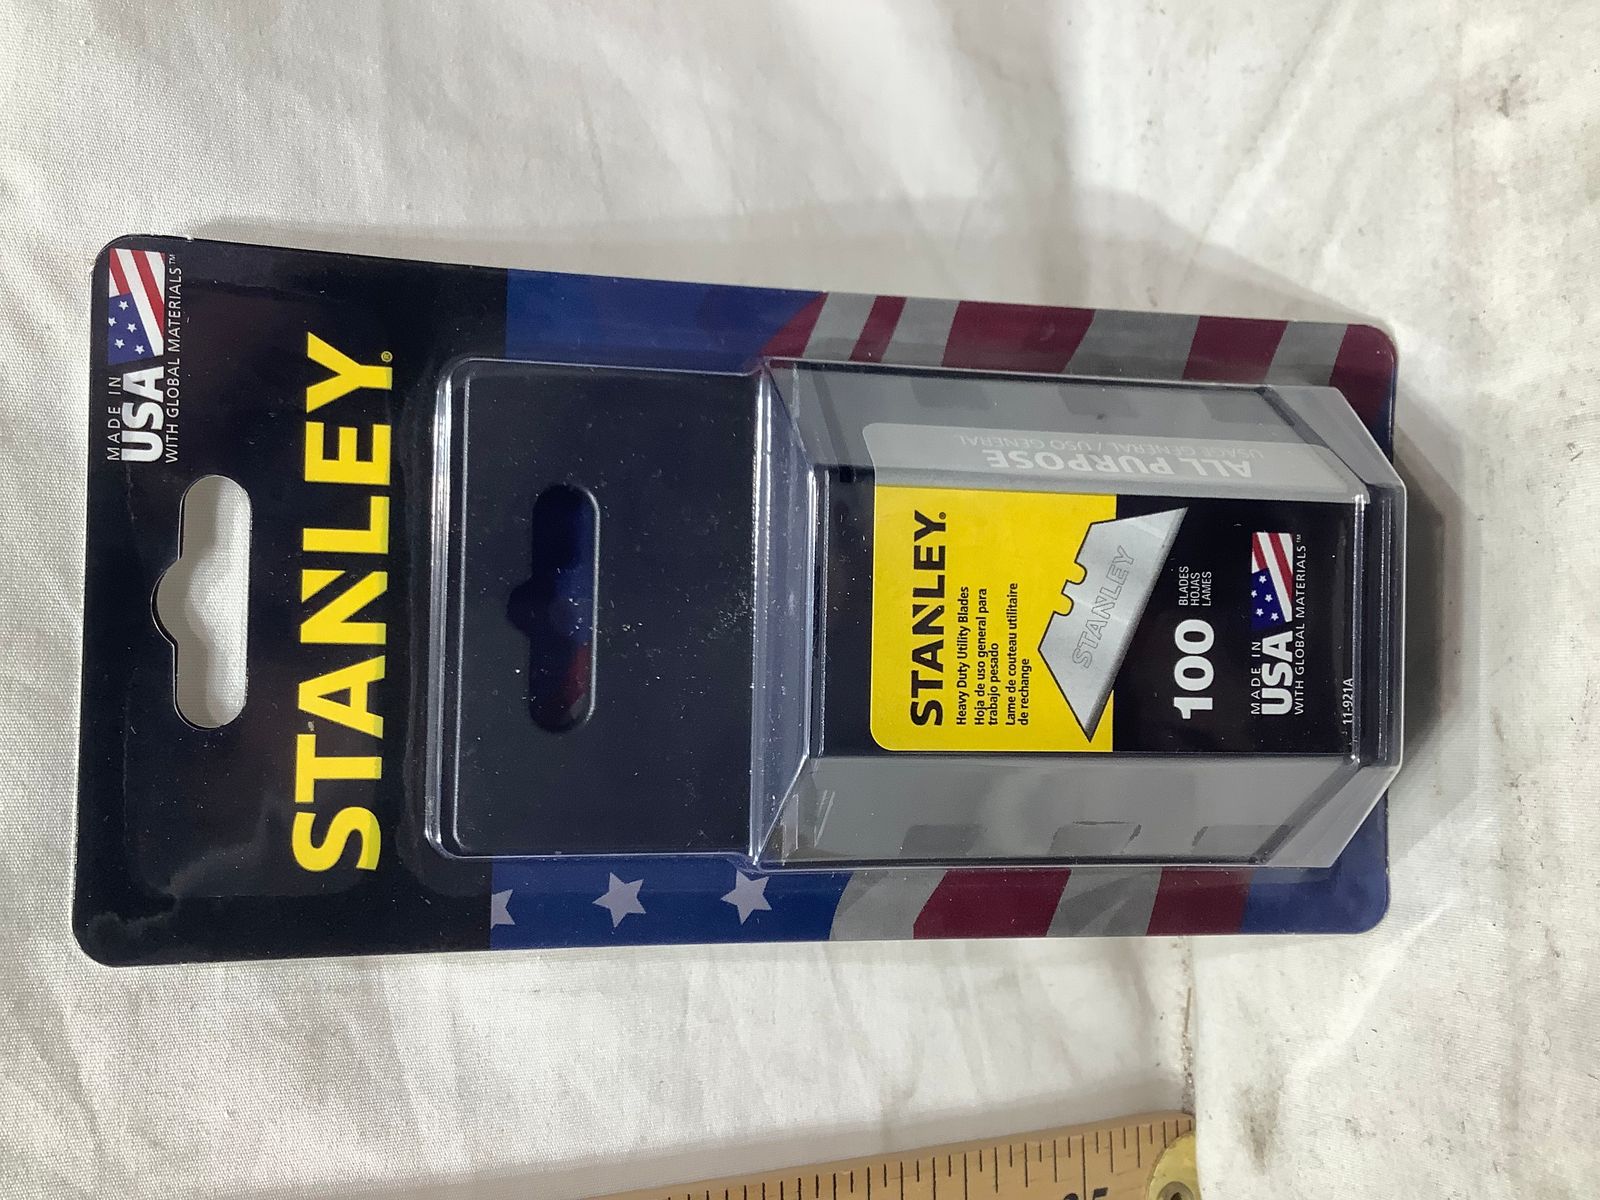 MADE IN
USA
WITH GLOBAL MATERIALS™
STANLEY®
ALL PURPOSE
USAGE GENERAL / USO GENERAL
STANLEY®
Heavy Duty Utility Blades
Hoja de uso general para
trabajo pesado
Lame de couteau utilitaire
de rechange
STANLEY
100
BLADES
HOJAS
LAMES
MADE IN
USA
WITH GLOBAL MATERIALS™
11-921A